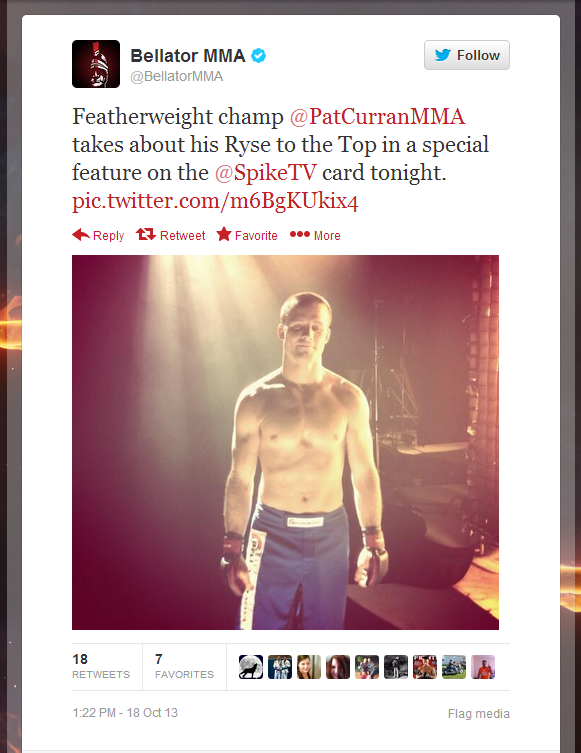 Bellator MMA
@BellatorMMA
Follow
Featherweight champ @PatCurranMMA
takes about his Ryse to the Top in a special
feature on the @SpikeTV card tonight.
pic.twitter.com/m6BgKUkix4
Reply Retweet Favorite More
18 7
RETWEETS FAVORITES
1:22 PM - 18 Oct 13 Flag media